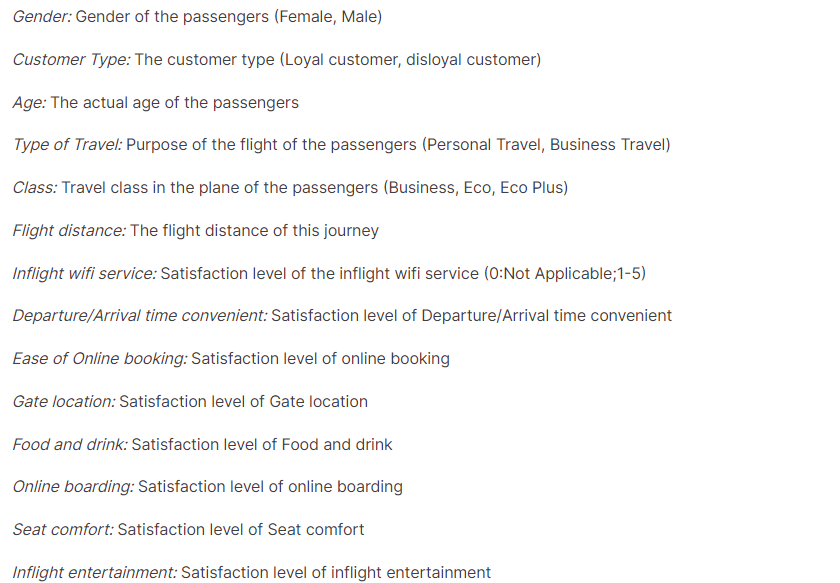 Gender: Gender of the passengers (Female, Male)
Customer Type: The customer type (Loyal customer, disloyal customer)
Age: The actual age of the passengers
Type of Travel: Purpose of the flight of the passengers (Personal Travel, Business Travel)
Class: Travel class in the plane of the passengers (Business, Eco, Eco Plus)
Flight distance: The flight distance of this journey
Inflight wifi service: Satisfaction level of the inflight wifi service (0:Not Applicable;1-5)
Departure/Arrival time convenient: Satisfaction level of Departure/Arrival time convenient
Ease of Online booking: Satisfaction level of online booking
Gate location: Satisfaction level of Gate location
Food and drink: Satisfaction level of Food and drink
Online boarding: Satisfaction level of online boarding
Seat comfort: Satisfaction level of Seat comfort
Inflight entertainment: Satisfaction level of inflight entertainment